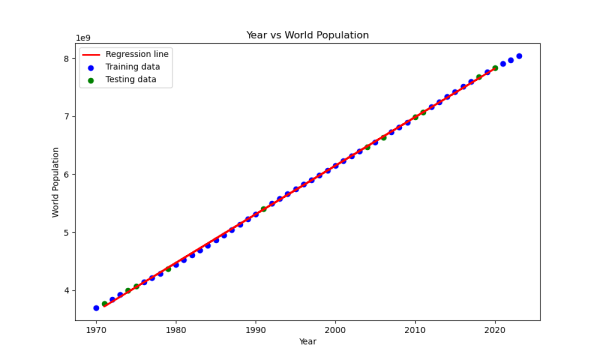 Year vs World Population
1e9
Regression line
Training data
Testing data
8
7
6
5
4
World Population
1970
1980
1990
2000
2010
2020
Year